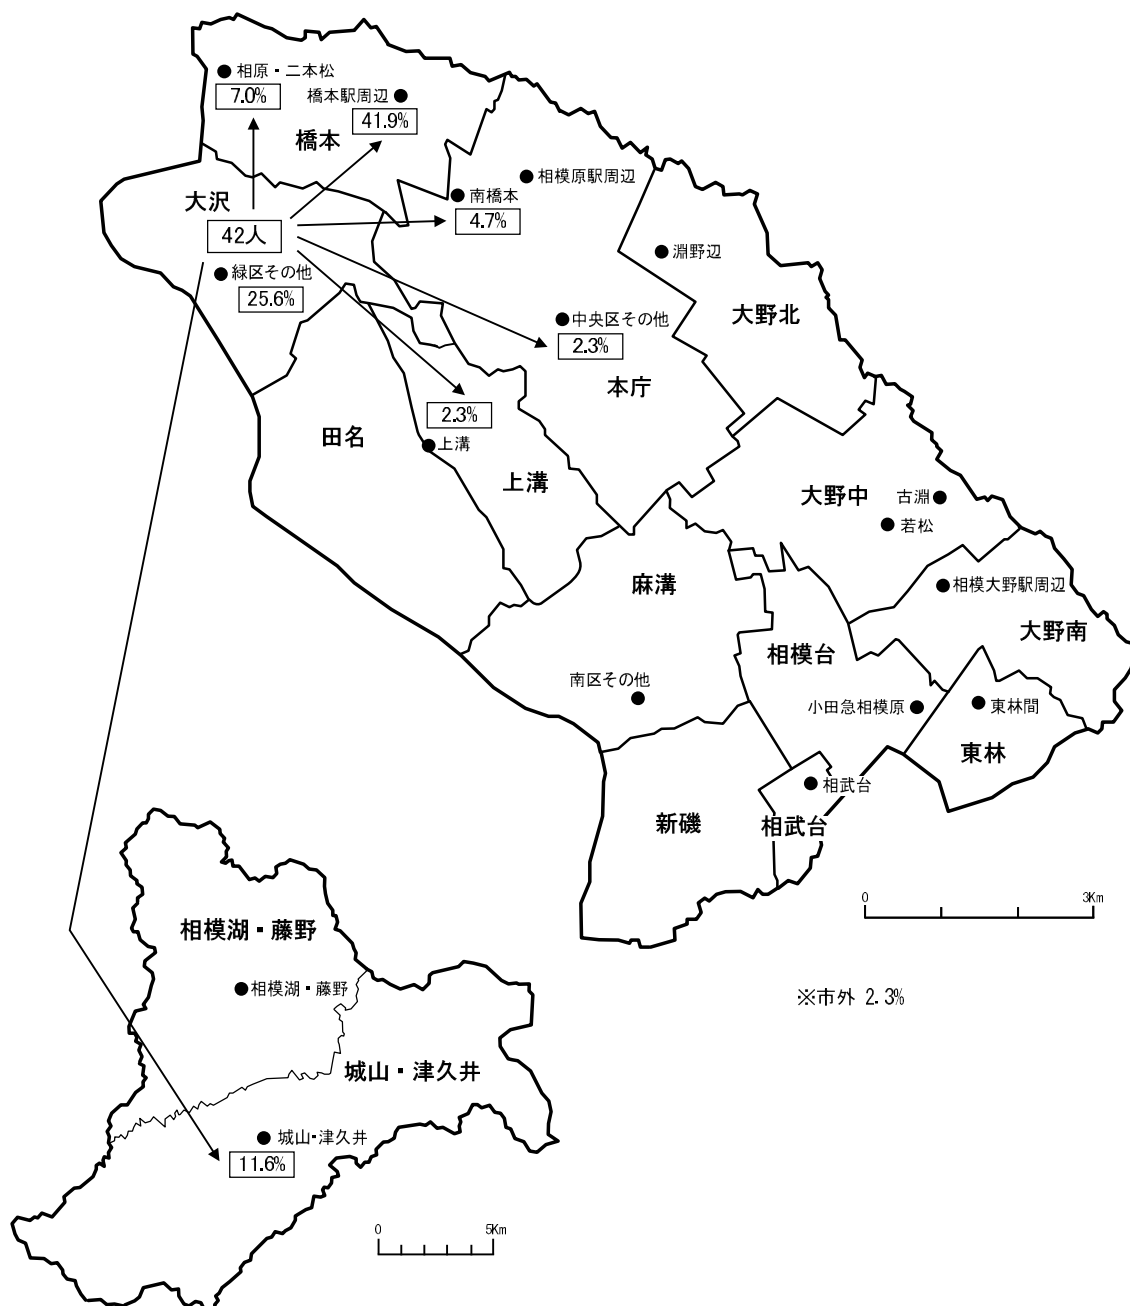 相原・二本松
7.0%
橋本駅周辺
41.9%
橋本
相模原駅周辺
南橋本
4.7%
大沢
42人
淵野辺
緑区その他
25.6%
大野北
中央区その他
2.3%
本庁
2.3%
上溝
田名
上溝
大野中
古淵
若松
麻溝
相模大野駅周辺
大野南
相模台
南区その他
小田急相模原
東林間
東林
相武台
新磯
相武台
0 3Km
相模湖・藤野
相模湖・藤野
※市外 2.3%
城山・津久井
城山・津久井
11.6%
0 5Km